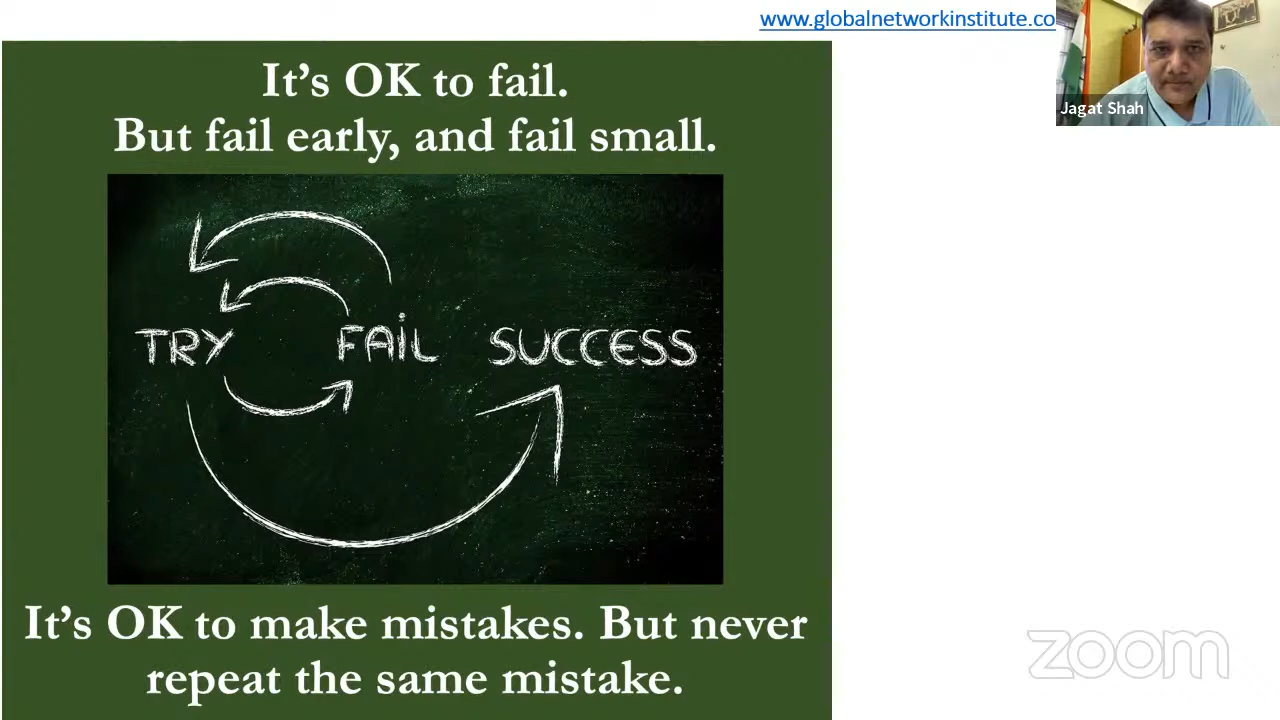 www.globalnetworkinstitute.co
Jagat Shah
It's OK to fail.
But fail early, and fail small.
TRY FAIL SUCCESS
It's OK to make mistakes. But never
repeat the same mistake.
zoom